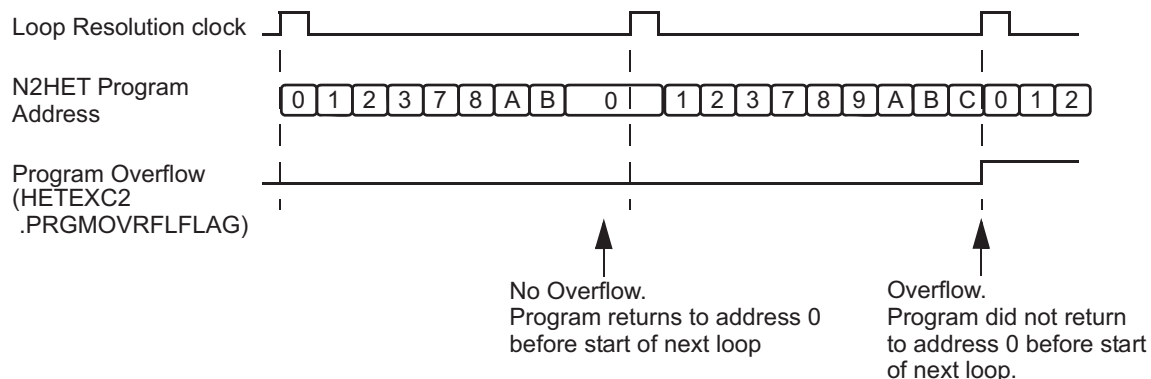 Loop Resolution clock
N2HET Program
Address
0 1 2 3 7 8 A B 0 1 2 3 7 8 9 A B C 0 1 2
Program Overflow
(HETEXC2
.PRGMOVRFLFLAG)
No Overflow.
Program returns to address 0
before start of next loop
Overflow.
Program did not return
to address 0 before start
of next loop.